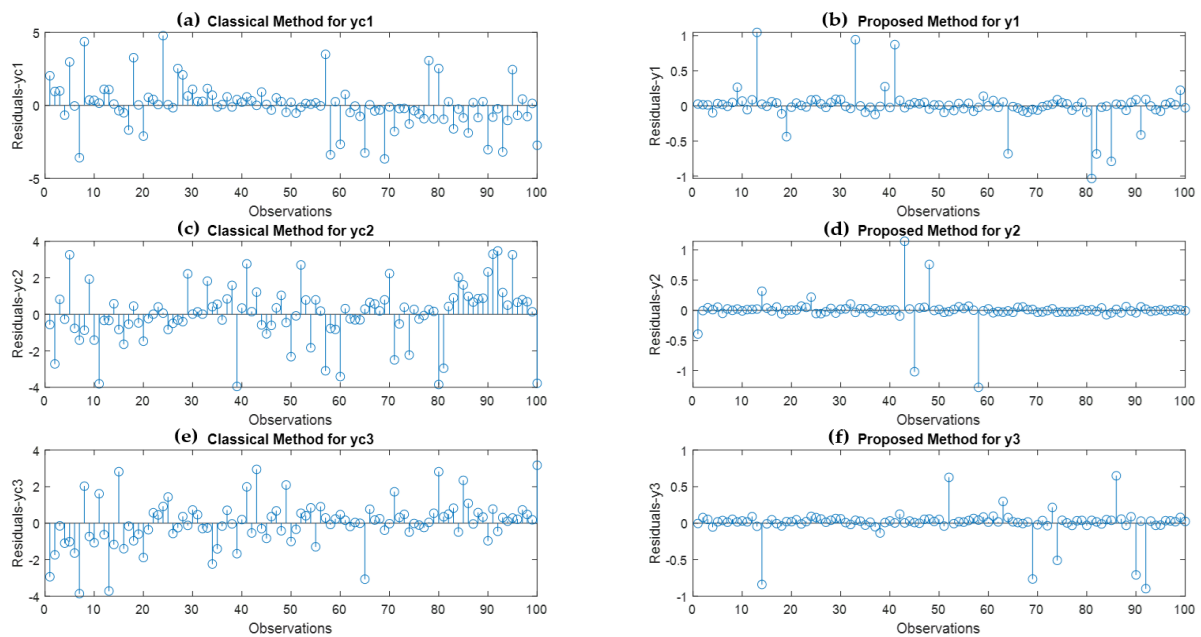 (a) Classical Method for yc1
Residuals-yc1
5
0
-5
0 10 20 30 40 50 60 70 80 90 100
Observations
(b) Proposed Method for y1
Residuals-y1
1
0.5
0
-0.5
-1
0 10 20 30 40 50 60 70 80 90 100
Observations
(c) Classical Method for yc2
Residuals-yc2
4
2
0
-2
-4
0 10 20 30 40 50 60 70 80 90 100
Observations
(d) Proposed Method for y2
Residuals-y2
1
0.5
0
-0.5
-1
0 10 20 30 40 50 60 70 80 90 100
Observations
(e) Classical Method for yc3
Residuals-yc3
4
2
0
-2
-4
0 10 20 30 40 50 60 70 80 90 100
Observations
(f) Proposed Method for y3
Residuals-y3
1
0.5
0
-0.5
-1
0 10 20 30 40 50 60 70 80 90 100
Observations